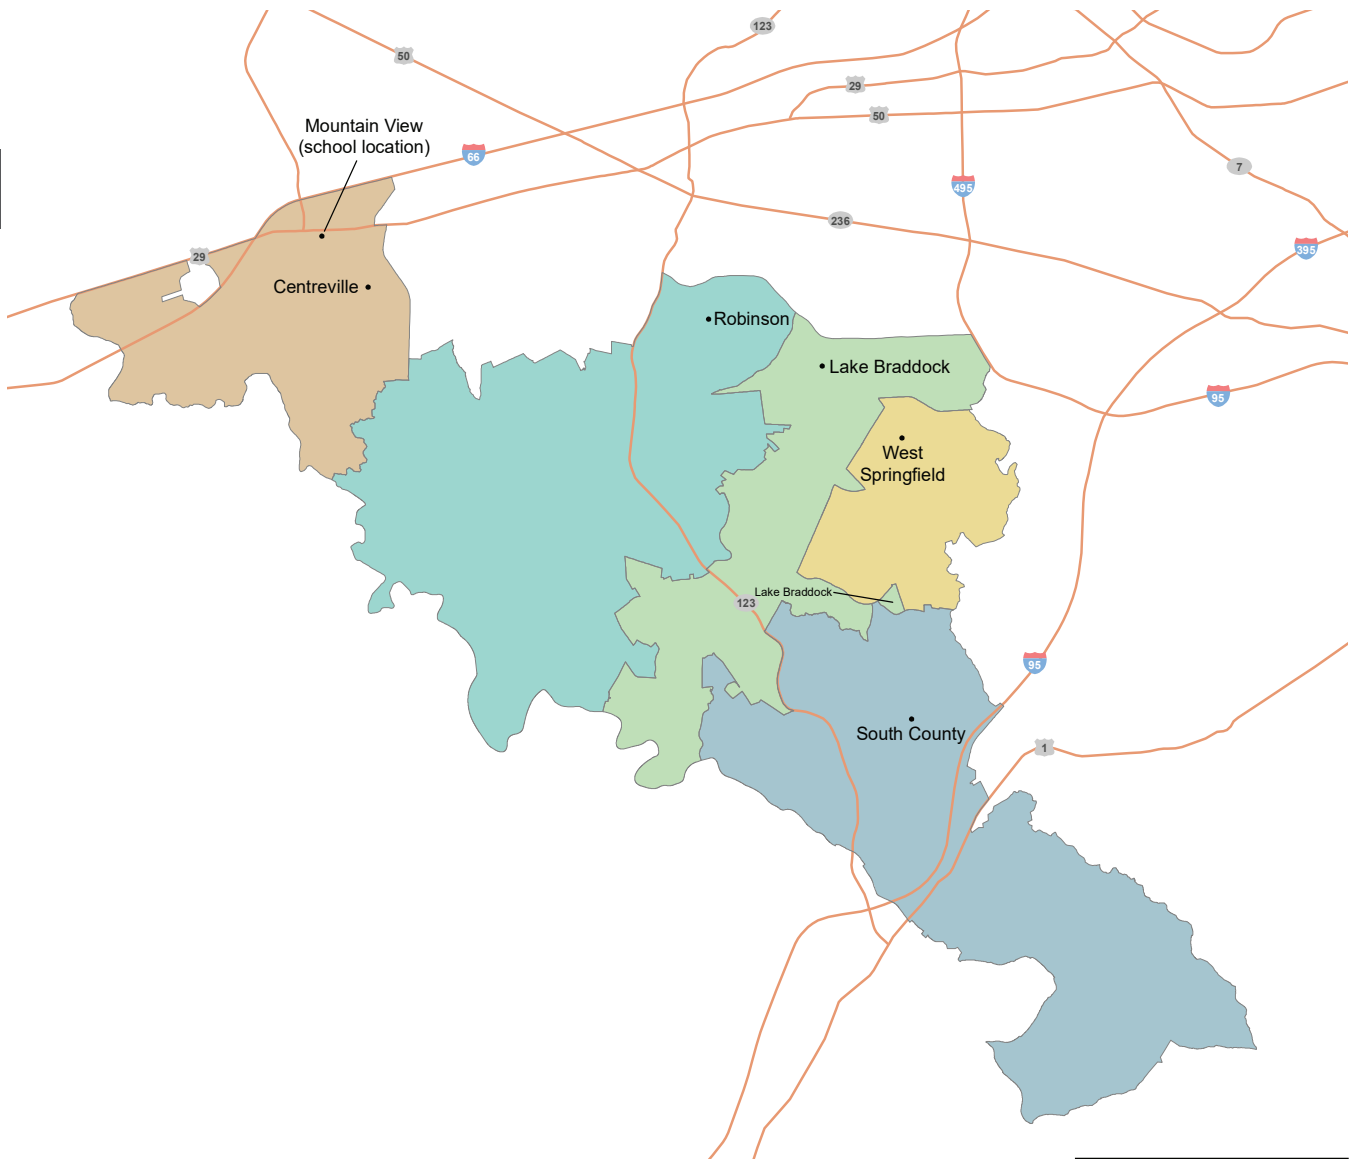 123
50
29
50
Mountain View
(school location)
66
7
495
236
395
29
Centreville
Robinson
Lake Braddock
95
West
Springfield
Lake Braddock
123
95
South County
1